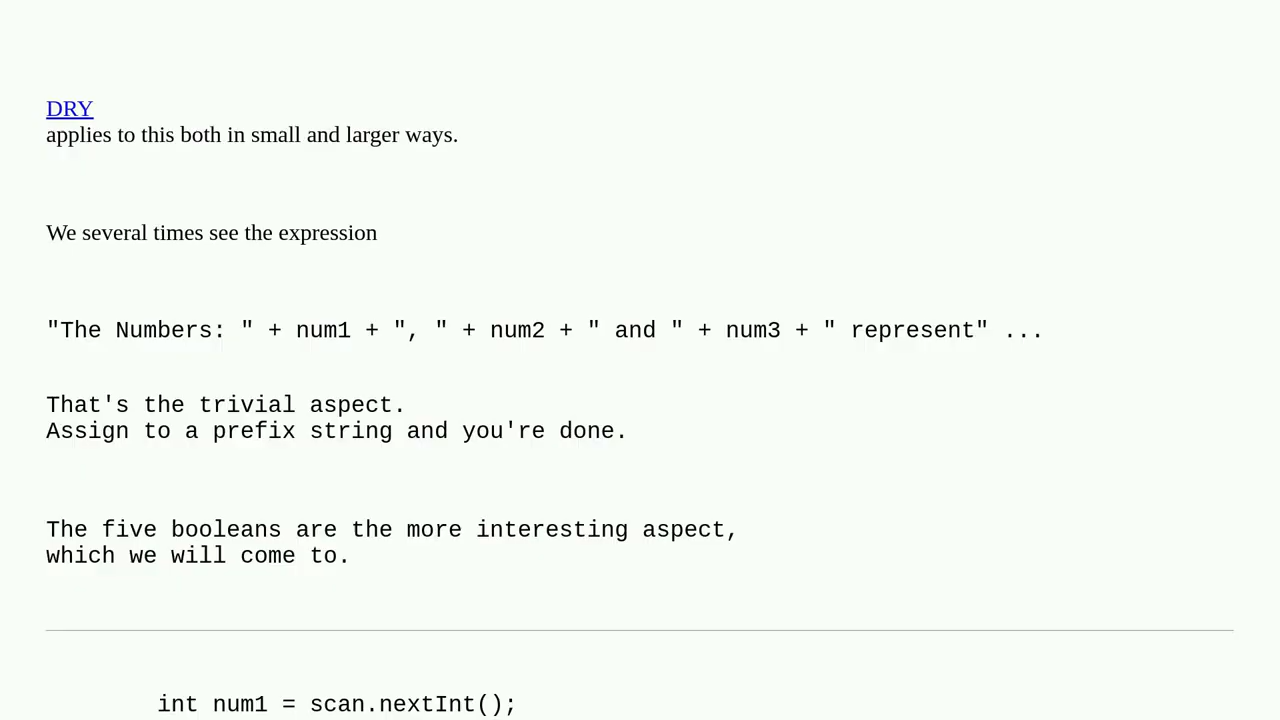 DRY
applies to this both in small and larger ways.
We several times see the expression
"The Numbers: " + num1 + ", " + num2 + " and " + num3 + " represent" ...
That's the trivial aspect.
Assign to a prefix string and you're done.
The five booleans are the more interesting aspect,
which we will come to.
int num1 = scan.nextInt();